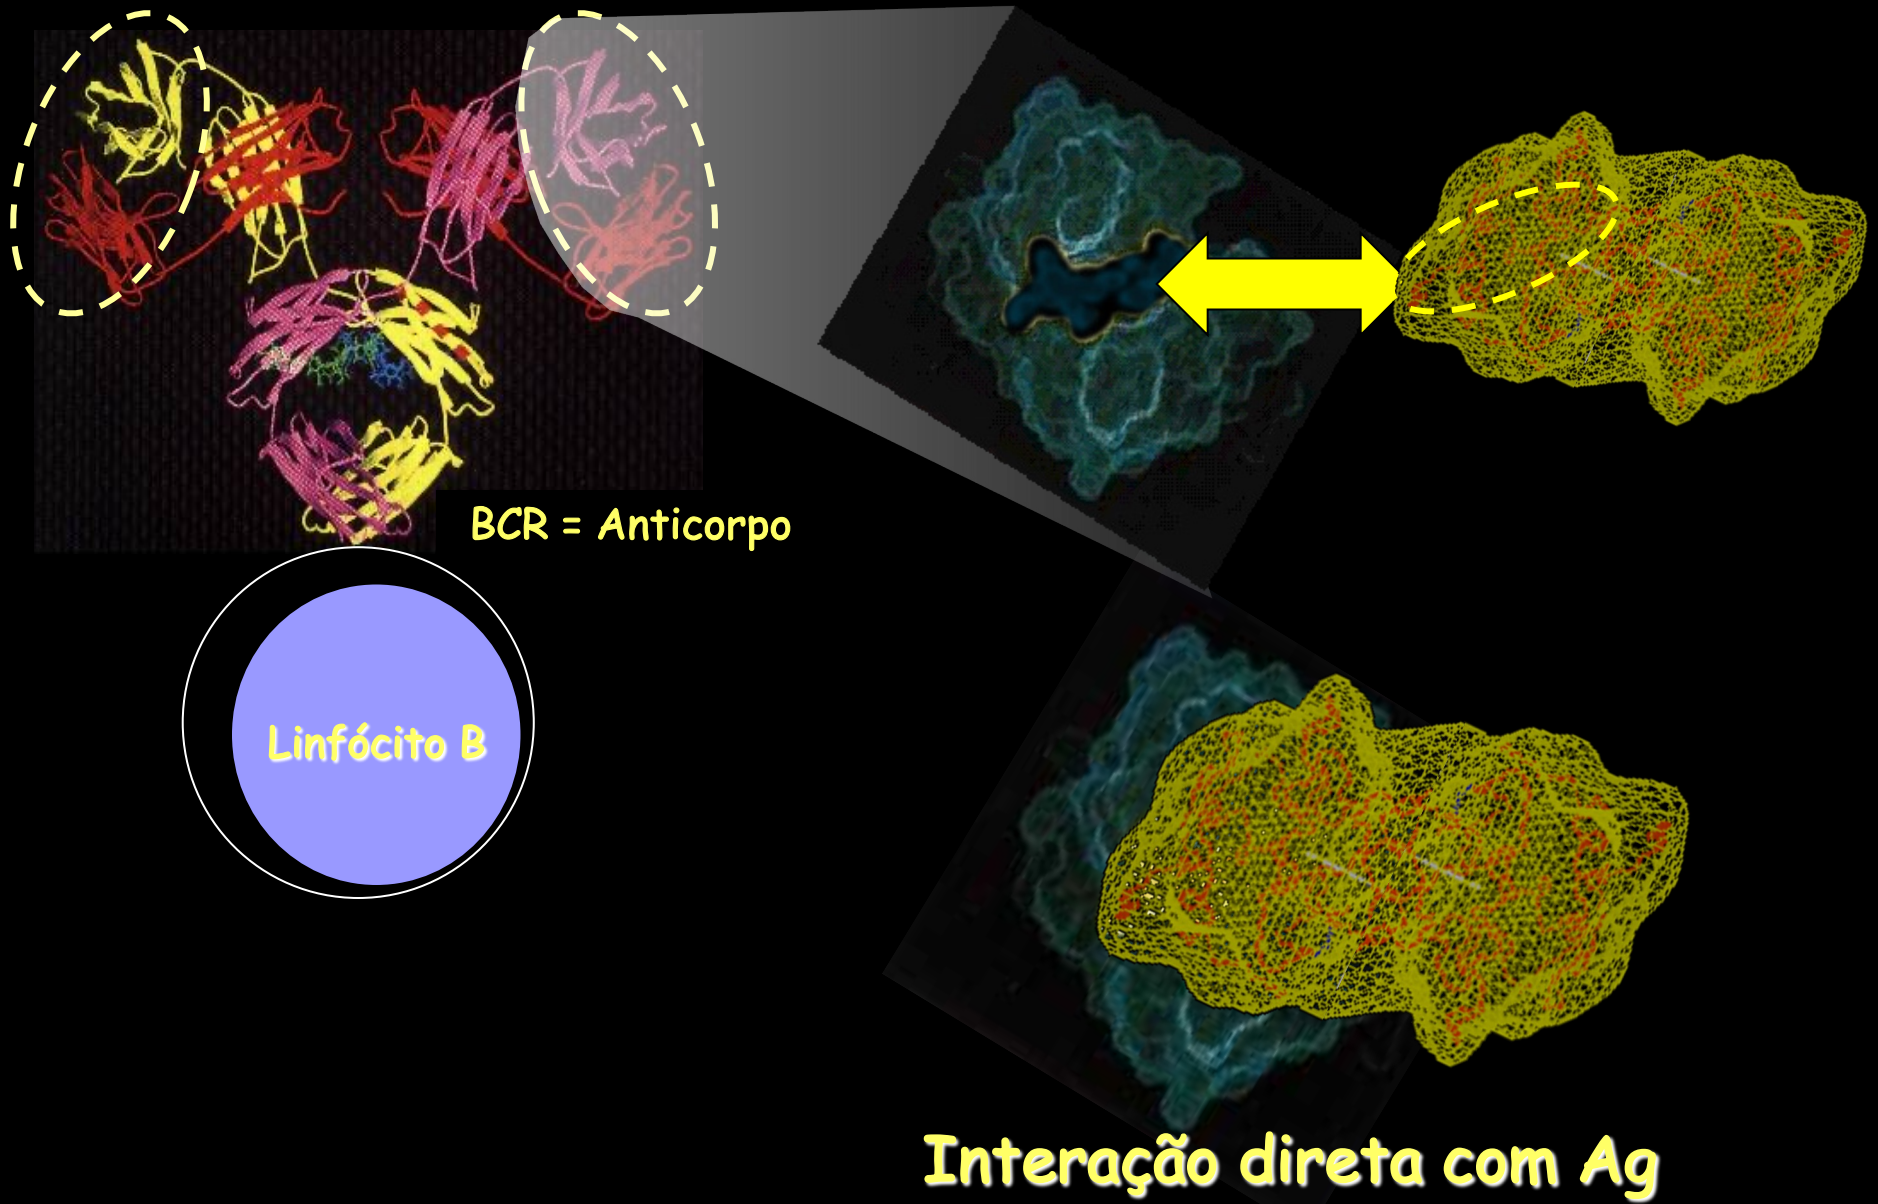 BCR = Anticorpo
Linfócito B
Interação direta com Ag